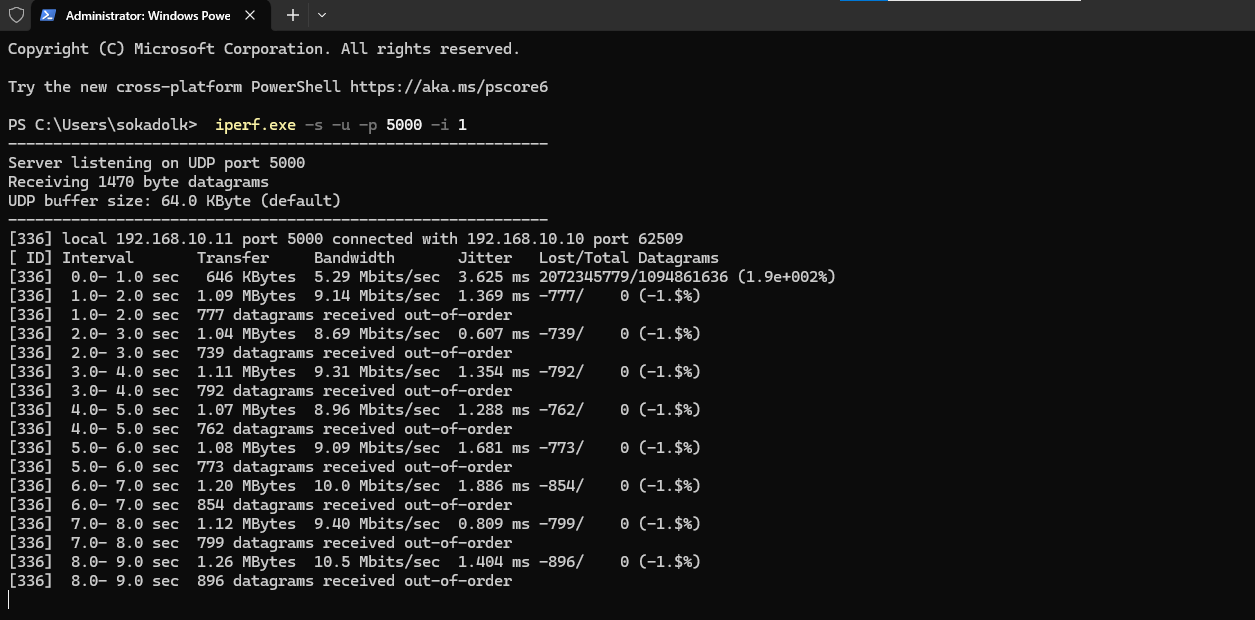 Administrator: Windows Powe
Copyright (C) Microsoft Corporation. All rights reserved.
Try the new cross-platform PowerShell https://aka.ms/pscore6
PS C:\Users\sokadolk>  iperf.exe -s -u -p 5000 -i 1
------------------------------------------------------------
Server listening on UDP port 5000
Receiving 1470 byte datagrams
UDP buffer size: 64.0 KByte (default)
------------------------------------------------------------
[336] local 192.168.10.11 port 5000 connected with 192.168.10.10 port 62509
[ ID] Interval       Transfer     Bandwidth       Jitter   Lost/Total Datagrams
[336]  0.0- 1.0 sec   646 KBytes  5.29 Mbits/sec  3.625 ms 2072345779/1094861636 (1.9e+002%)
[336]  1.0- 2.0 sec  1.09 MBytes  9.14 Mbits/sec  1.369 ms -777/    0 (-1.$%)
[336]  1.0- 2.0 sec  777 datagrams received out-of-order
[336]  2.0- 3.0 sec  1.04 MBytes  8.69 Mbits/sec  0.607 ms -739/    0 (-1.$%)
[336]  2.0- 3.0 sec  739 datagrams received out-of-order
[336]  3.0- 4.0 sec  1.11 MBytes  9.31 Mbits/sec  1.354 ms -792/    0 (-1.$%)
[336]  3.0- 4.0 sec  792 datagrams received out-of-order
[336]  4.0- 5.0 sec  1.07 MBytes  8.96 Mbits/sec  1.288 ms -762/    0 (-1.$%)
[336]  4.0- 5.0 sec  762 datagrams received out-of-order
[336]  5.0- 6.0 sec  1.08 MBytes  9.09 Mbits/sec  1.681 ms -773/    0 (-1.$%)
[336]  5.0- 6.0 sec  773 datagrams received out-of-order
[336]  6.0- 7.0 sec  1.20 MBytes  10.0 Mbits/sec  1.886 ms -854/    0 (-1.$%)
[336]  6.0- 7.0 sec  854 datagrams received out-of-order
[336]  7.0- 8.0 sec  1.12 MBytes  9.40 Mbits/sec  0.809 ms -799/    0 (-1.$%)
[336]  7.0- 8.0 sec  799 datagrams received out-of-order
[336]  8.0- 9.0 sec  1.26 MBytes  10.5 Mbits/sec  1.404 ms -896/    0 (-1.$%)
[336]  8.0- 9.0 sec  896 datagrams received out-of-order